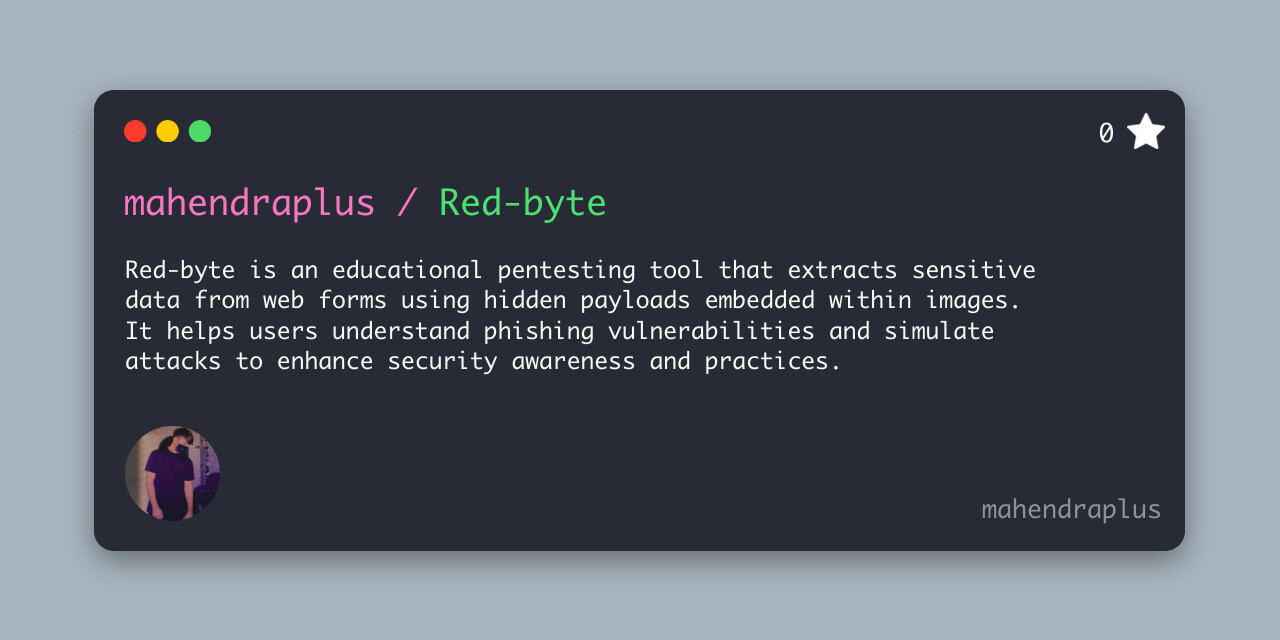 0
mahendraplus / Red-byte
Red-byte is an educational pentesting tool that extracts sensitive
data from web forms using hidden payloads embedded within images.
It helps users understand phishing vulnerabilities and simulate
attacks to enhance security awareness and practices.
mahendraplus